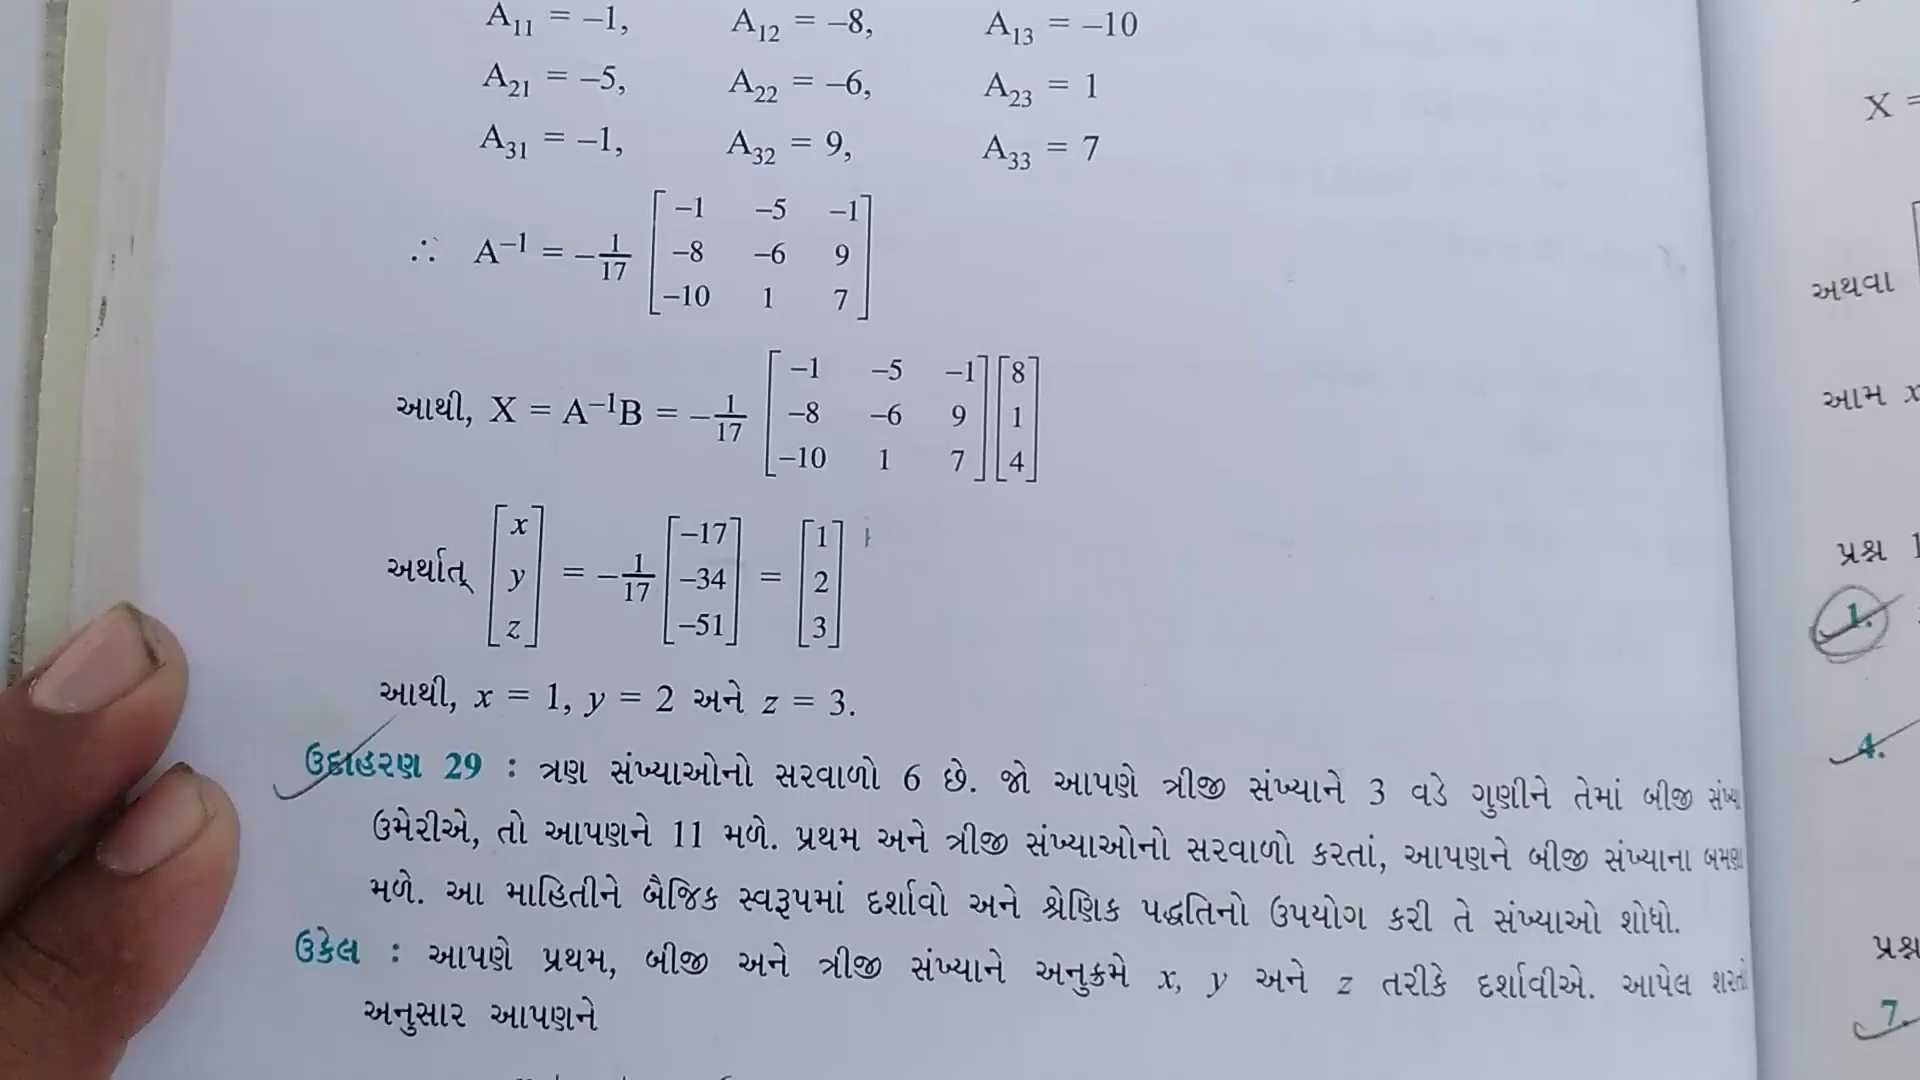 A₁₁ = –1, A₁₂ = –8, A₁₃ = –10
A₂₁ = –5, A₂₂ = –6, A₂₃ = 1
A₃₁ = –1, A₃₂ = 9, A₃₃ = 7
∴ A⁻¹ = –1/17 [–1 –5 –1; –8 –6 9; –10 1 7]
આથી, X = A⁻¹B = –1/17 [–1 –5 –1; –8 –6 9; –10 1 7] [8; 1; 4]
અર્થાત્ [x; y; z] = –1/17 [–17; –34; –51] = [1; 2; 3]
આથી, x = 1, y = 2 અને z = 3.
ઉદાહરણ 29 : ત્રણ સંખ્યાઓનો સરવાળો 6 છે. જો આપણે ત્રીજી સંખ્યાને 3 વડે ગુણીને તેમાં બીજી
ઉમેરીએ, તો આપણને 11 મળે. પ્રથમ અને ત્રીજી સંખ્યાઓનો સરવાળો કરતાં, આપણને બીજી સંખ્યાના
મળે. આ માહિતીને બૈજિક સ્વરૂપમાં દર્શાવો અને શ્રેણિક પદ્ધતિનો ઉપયોગ કરી તે સંખ્યાઓ શોધો.
ઉકેલ : આપણે પ્રથમ, બીજી અને ત્રીજી સંખ્યાને અનુક્રમે x, y અને z તરીકે દર્શાવીએ. આપેલ
અનુસાર આપણને
X =
અથવા
આમ x
પ્રશ્ન 1
1.
4.
પ્રશ્ન
7.